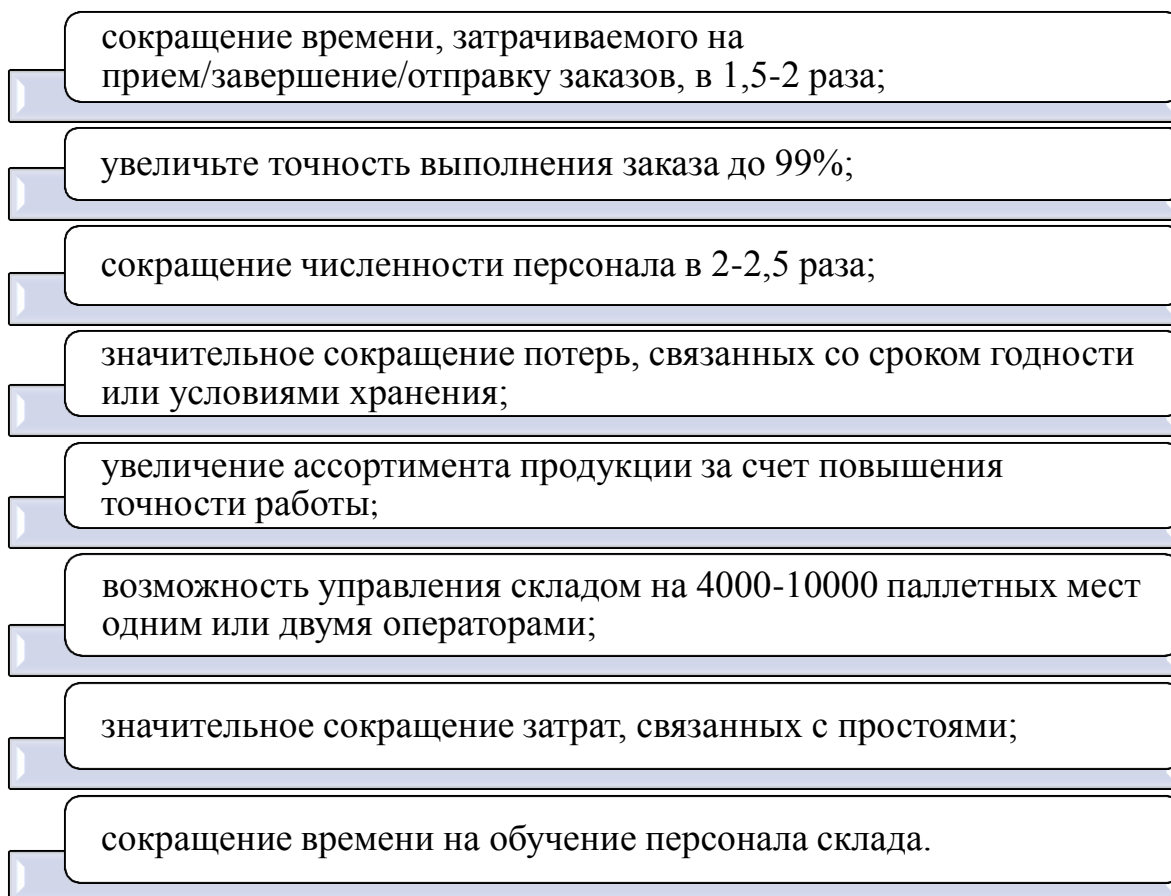 сокращение времени, затрачиваемого на
прием/завершение/отправку заказов, в 1,5-2 раза;
увеличьте точность выполнения заказа до 99%;
сокращение численности персонала в 2-2,5 раза;
значительное сокращение потерь, связанных со сроком годности
или условиями хранения;
увеличение ассортимента продукции за счет повышения
точности работы;
возможность управления складом на 4000-10000 паллетных мест
одним или двумя операторами;
значительное сокращение затрат, связанных с простоями;
сокращение времени на обучение персонала склада.